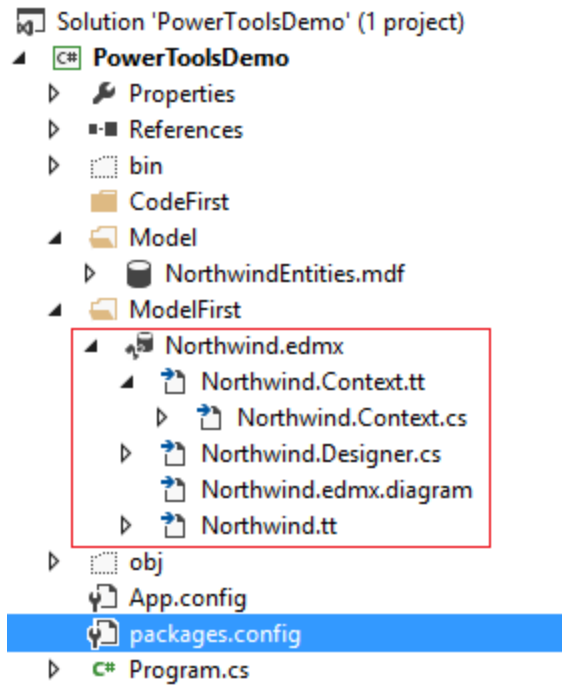 Solution 'PowerToolsDemo' (1 project)
C# PowerToolsDemo
Properties
References
bin
CodeFirst
Model
NorthwindEntities.mdf
ModelFirst
Northwind.edmx
Northwind.Context.tt
Northwind.Context.cs
Northwind.Designer.cs
Northwind.edmx.diagram
Northwind.tt
obj
App.config
packages.config
C# Program.cs